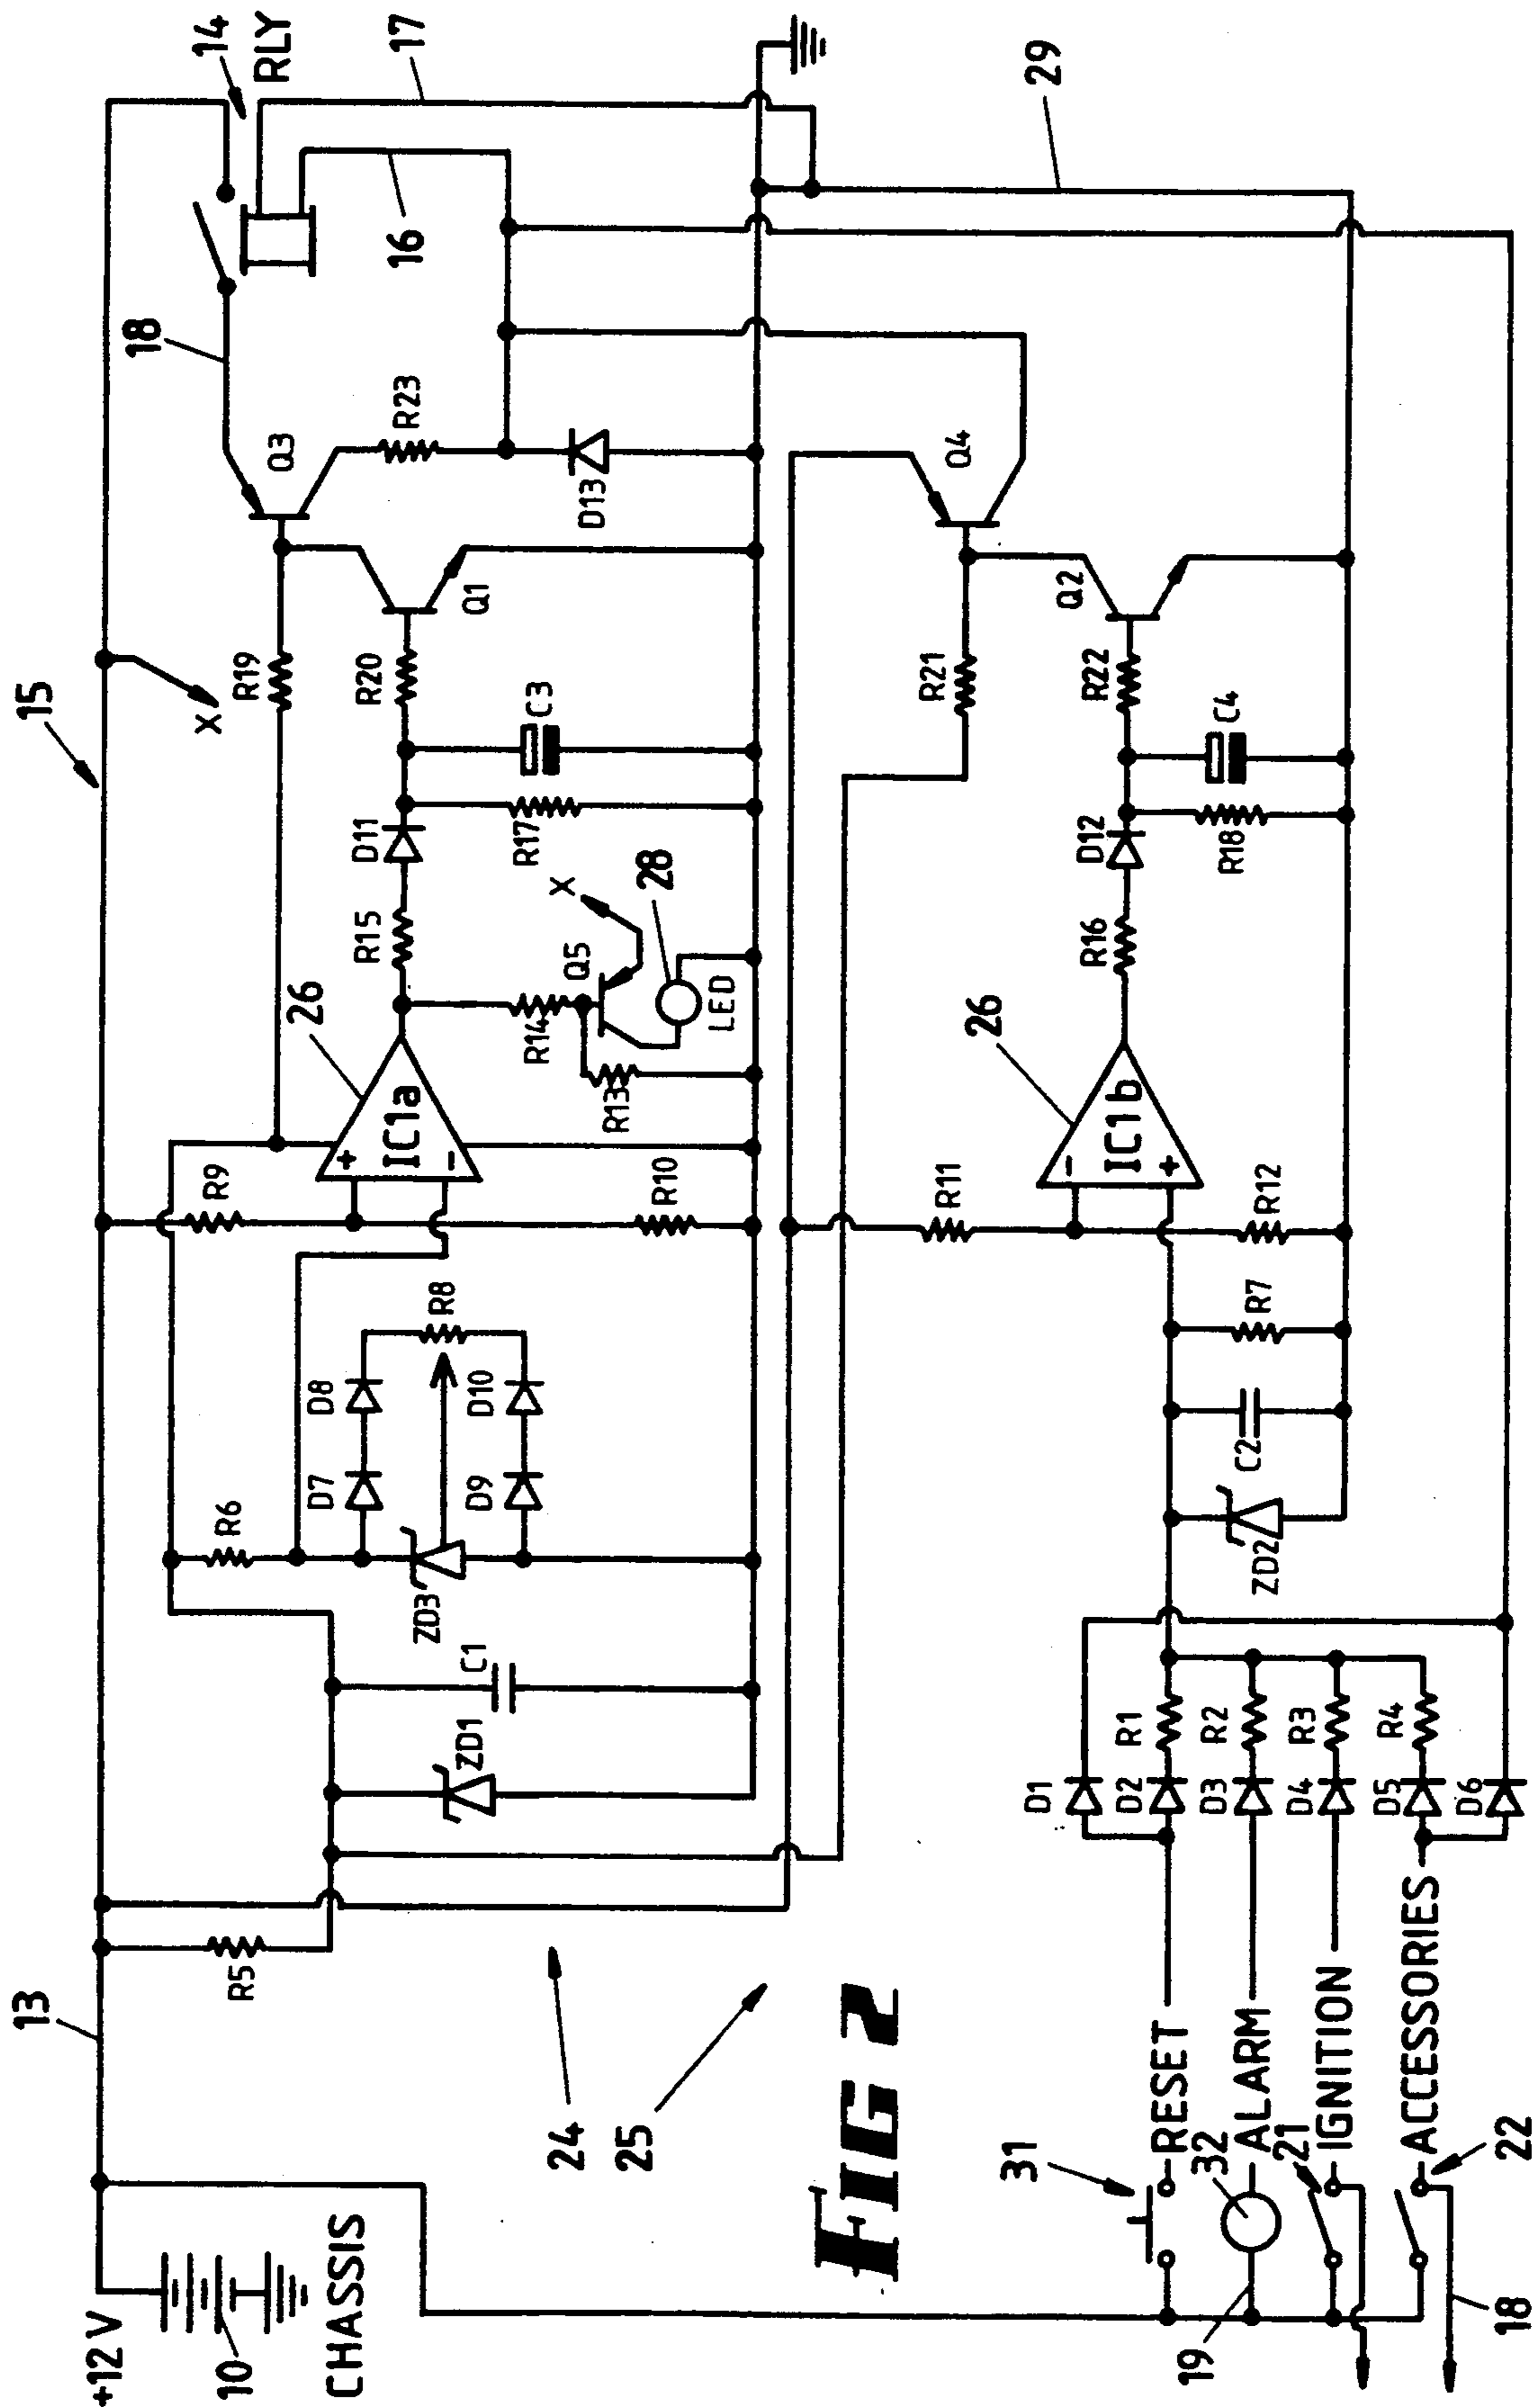 +12V
10
CHASSIS
13
15
X
18
14
RLY
17
16
29
R5
ZD1
C1
R6
ZD3
D7
D8
D9
D10
R8
R9
R10
26
+
IC1a
-
R19
R15
D11
R20
R17
C3
Q1
Q3
R23
D13
R14
R13
Q5
X
28
LED
24
25
FIG 2
R21
Q4
Q2
R22
C4
R18
D12
R16
26
-
IC1b
+
R11
R12
R7
C2
ZD2
D1
D2
R1
D3
R2
D4
R3
D5
R4
D6
31
RESET
32
ALARM
21
IGNITION
ACCESSORIES
22
19
18